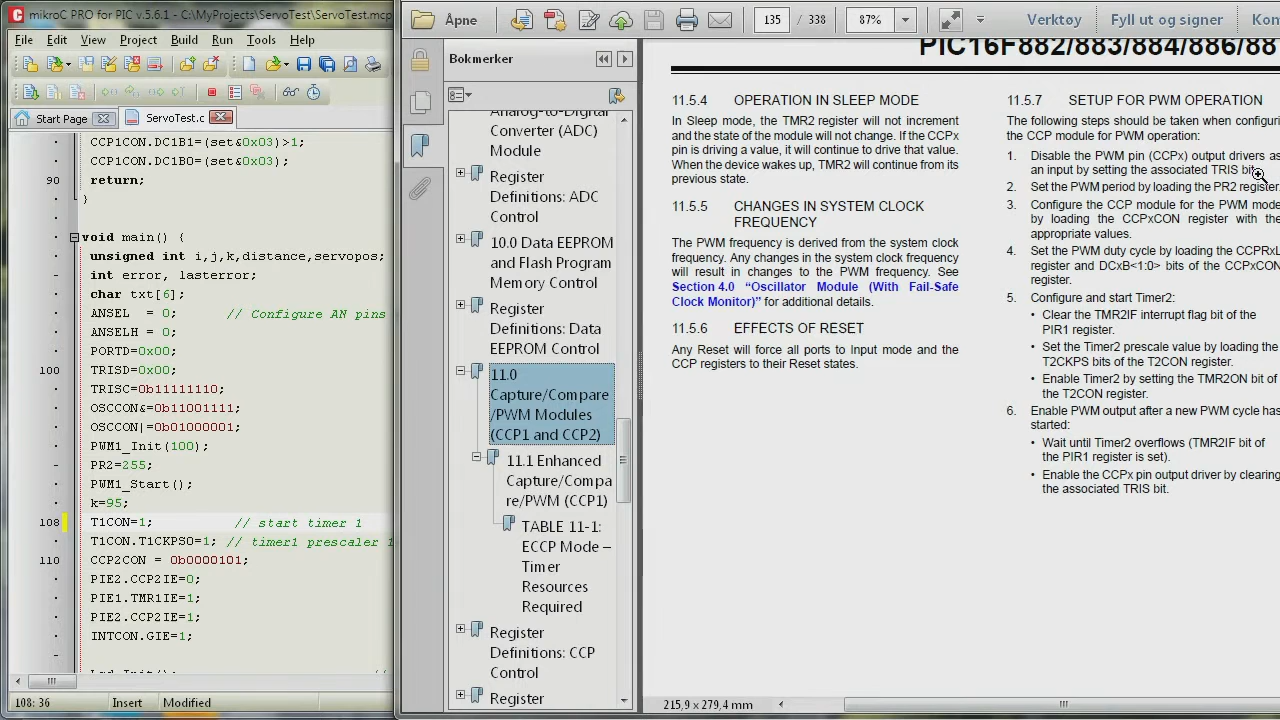 mikroC PRO for PIC v.5.6.1 - C:\MyProjects\ServoTest\ServoTest.mcp
File Edit View Project Build Run Tools Help
Start Page
ServoTest.c
CCP1CON.DC1B1=(set&0x03)>1;
CCP1CON.DC1B0=(set&0x03);
90 return;
}
void main() {
unsigned int i,j,k,distance,servopos;
int error, lasterror;
char txt[6];
ANSEL = 0; // Configure AN pins
ANSELH = 0;
PORTD=0x00;
100 TRISD=0x00;
TRISC=0b11111110;
OSCCON&=0b11001111;
OSCCON|=0b01000001;
PWM1_Init(100);
PR2=255;
PWM1_Start();
k=95;
108 T1CON=1; // start timer 1
T1CON.T1CKPS0=1; // timer1 prescaler 1
110 CCP2CON = 0b0000101;
PIE2.CCP2IE=0;
PIE1.TMR1IE=1;
PIE2.CCP2IE=1;
INTCON.GIE=1;
108: 36 Insert Modified
Åpne
135 / 338
87%
Verktøy
Fyll ut og signer
Bokmerker
Analog-to-Digital
Converter (ADC)
Module
Register
Definitions: ADC
Control
10.0 Data EEPROM
and Flash Program
Memory Control
Register
Definitions: Data
EEPROM Control
11.0
Capture/Compare
/PWM Modules
(CCP1 and CCP2)
11.1 Enhanced
Capture/Compa
re/PWM (CCP1)
TABLE 11-1:
ECCP Mode –
Timer
Resources
Required
Register
Definitions: CCP
Control
Register
PIC16F882/883/884/886/88
11.5.4 OPERATION IN SLEEP MODE
In Sleep mode, the TMR2 register will not increment
and the state of the module will not change. If the CCPx
pin is driving a value, it will continue to drive that value.
When the device wakes up, TMR2 will continue from its
previous state.
11.5.5 CHANGES IN SYSTEM CLOCK
FREQUENCY
The PWM frequency is derived from the system clock
frequency. Any changes in the system clock frequency
will result in changes to the PWM frequency. See
Section 4.0 “Oscillator Module (With Fail-Safe
Clock Monitor)” for additional details.
11.5.6 EFFECTS OF RESET
Any Reset will force all ports to Input mode and the
CCP registers to their Reset states.
11.5.7 SETUP FOR PWM OPERATION
The following steps should be taken when configuri
the CCP module for PWM operation:
1. Disable the PWM pin (CCPx) output drivers as
an input by setting the associated TRIS bit.
2. Set the PWM period by loading the PR2 register.
3. Configure the CCP module for the PWM mode
by loading the CCPxCON register with the
appropriate values.
4. Set the PWM duty cycle by loading the CCPRxL
register and DCxB<1:0> bits of the CCPxCON
register.
5. Configure and start Timer2:
• Clear the TMR2IF interrupt flag bit of the
PIR1 register.
• Set the Timer2 prescale value by loading the
T2CKPS bits of the T2CON register.
• Enable Timer2 by setting the TMR2ON bit of
the T2CON register.
6. Enable PWM output after a new PWM cycle has
started:
• Wait until Timer2 overflows (TMR2IF bit of
the PIR1 register is set).
• Enable the CCPx pin output driver by clearing
the associated TRIS bit.
215,9 x 279,4 mm